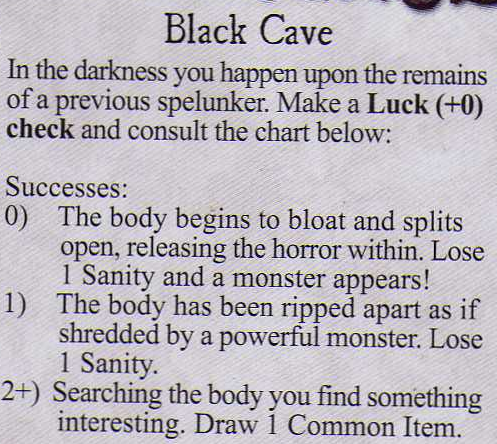 Black Cave
In the darkness you happen upon the remains
of a previous spelunker. Make a Luck (+0)
check and consult the chart below:
Successes:
0) The body begins to bloat and splits
open, releasing the horror within. Lose
1 Sanity and a monster appears!
1) The body has been ripped apart as if
shredded by a powerful monster. Lose
1 Sanity.
2+) Searching the body you find something
interesting. Draw 1 Common Item.